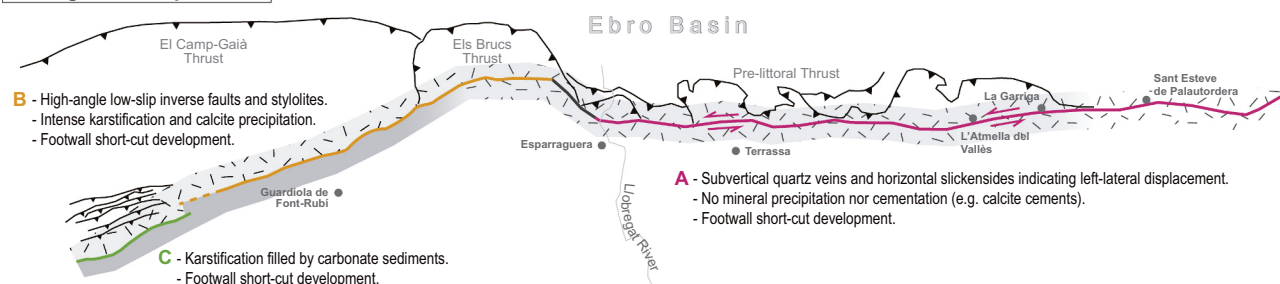 Ebro Basin
El Camp-Gaià
Thrust
Els Brucs
Thrust
Pre-littoral Thrust
Sant Esteve
de Palautordera
La Garriga
L'Atmella del
Vallès
Esparraguera
Terrassa
B - High-angle low-slip inverse faults and stylolites.
- Intense karstification and calcite precipitation.
- Footwall short-cut development.
A - Subvertical quartz veins and horizontal slickensides indicating left-lateral displacement.
- No mineral precipitation nor cementation (e.g. calcite cements).
- Footwall short-cut development.
Guardiola de
Font-Rubí
Llobregat River
C - Karstification filled by carbonate sediments.
- Footwall short-cut development.